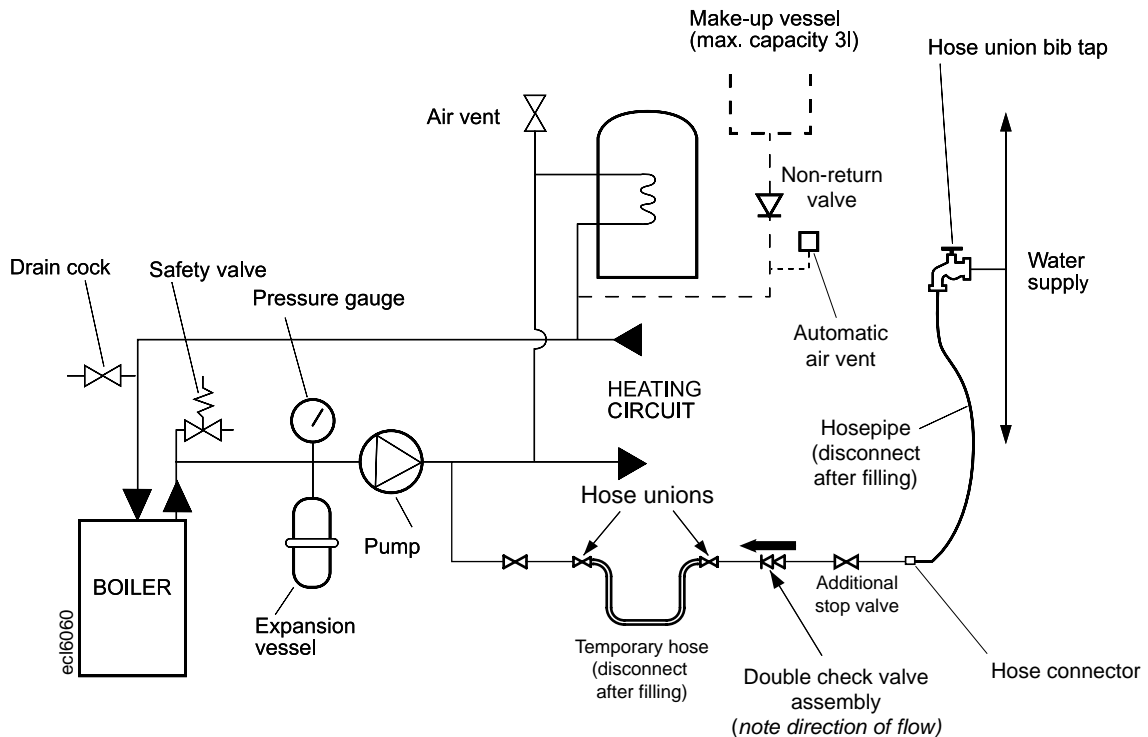 Make-up vessel
(max. capacity 3l)
Hose union bib tap
Air vent
Non-return
valve
Drain cock
Safety valve
Pressure gauge
Water
supply
Automatic
air vent
HEATING
CIRCUIT
Hosepipe
(disconnect
after filling)
Hose unions
Pump
BOILER
ecl6060
Expansion
vessel
Additional
stop valve
Temporary hose
(disconnect
after filling)
Double check valve
assembly
(note direction of flow)
Hose connector